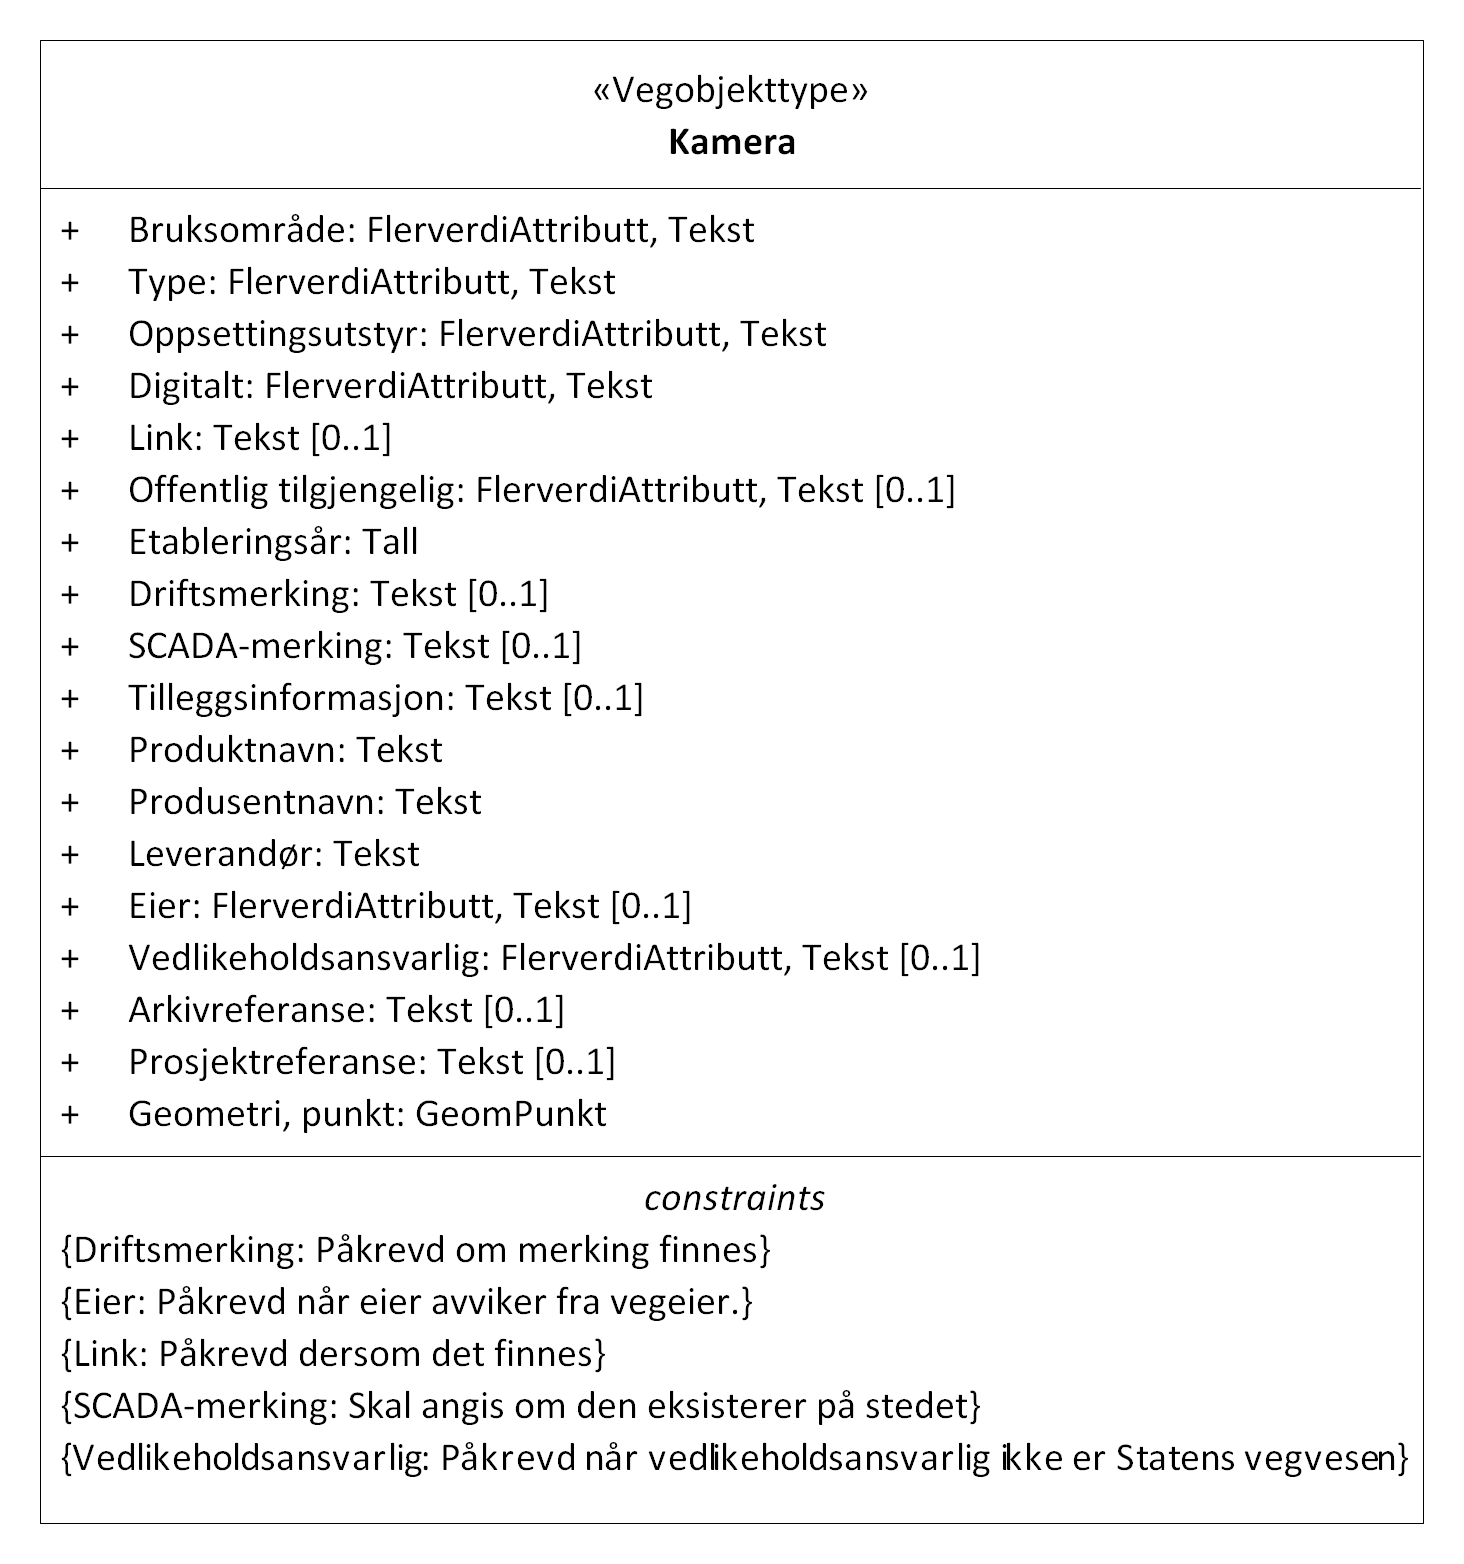 «Vegobjekttype»
Kamera
+ Bruksområde: FlerverdiAttributt, Tekst
+ Type: FlerverdiAttributt, Tekst
+ Oppsettingsutstyr: FlerverdiAttributt, Tekst
+ Digitalt: FlerverdiAttributt, Tekst
+ Link: Tekst [0..1]
+ Offentlig tilgjengelig: FlerverdiAttributt, Tekst [0..1]
+ Etableringsår: Tall
+ Driftsmerking: Tekst [0..1]
+ SCADA-merking: Tekst [0..1]
+ Tilleggsinformasjon: Tekst [0..1]
+ Produktnavn: Tekst
+ Produsentnavn: Tekst
+ Leverandør: Tekst
+ Eier: FlerverdiAttributt, Tekst [0..1]
+ Vedlikeholdsansvarlig: FlerverdiAttributt, Tekst [0..1]
+ Arkivreferanse: Tekst [0..1]
+ Prosjektreferanse: Tekst [0..1]
+ Geometri, punkt: GeomPunkt
constraints
{Driftsmerking: Påkrevd om merking finnes}
{Eier: Påkrevd når eier avviker fra vegeier.}
{Link: Påkrevd dersom det finnes}
{SCADA-merking: Skal angis om den eksisterer på stedet}
{Vedlikeholdsansvarlig: Påkrevd når vedlikeholdsansvarlig ikke er Statens vegvesen}